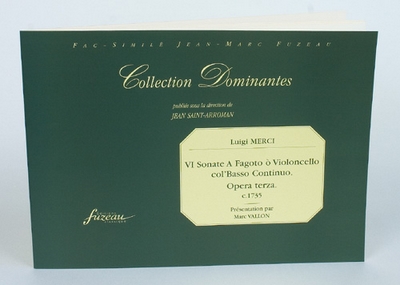 FAC-SIMILÉ JEAN-MARC FUZEAU
Collection Dominantes
publiée sous la direction de
JEAN SAINT-ARROMAN
Luigi MERCI
VI Sonate A Fagoto ò Violoncello
col'Basso Continuo.
Opera terza.
c.1735
Présentation par
Marc VALLON
fuzeau